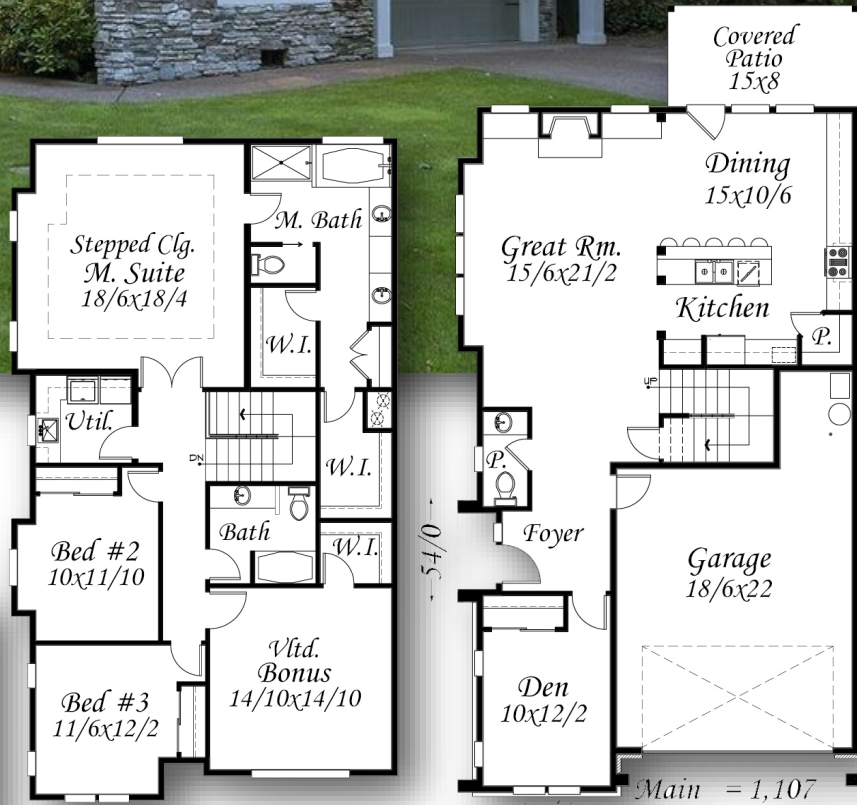 Covered
Patio
15x8
Dining
15x10/6
Great Rm.
15/6x21/2
Kitchen
P.
UP
P.
Foyer
Garage
18/6x22
Den
10x12/2
54/0
Main = 1,107
M. Bath
Stepped Clg.
M. Suite
18/6x18/4
W.I.
Util.
DN
W.I.
Bath
W.I.
Bed #2
10x11/10
Vltd.
Bonus
14/10x14/10
Bed #3
11/6x12/2